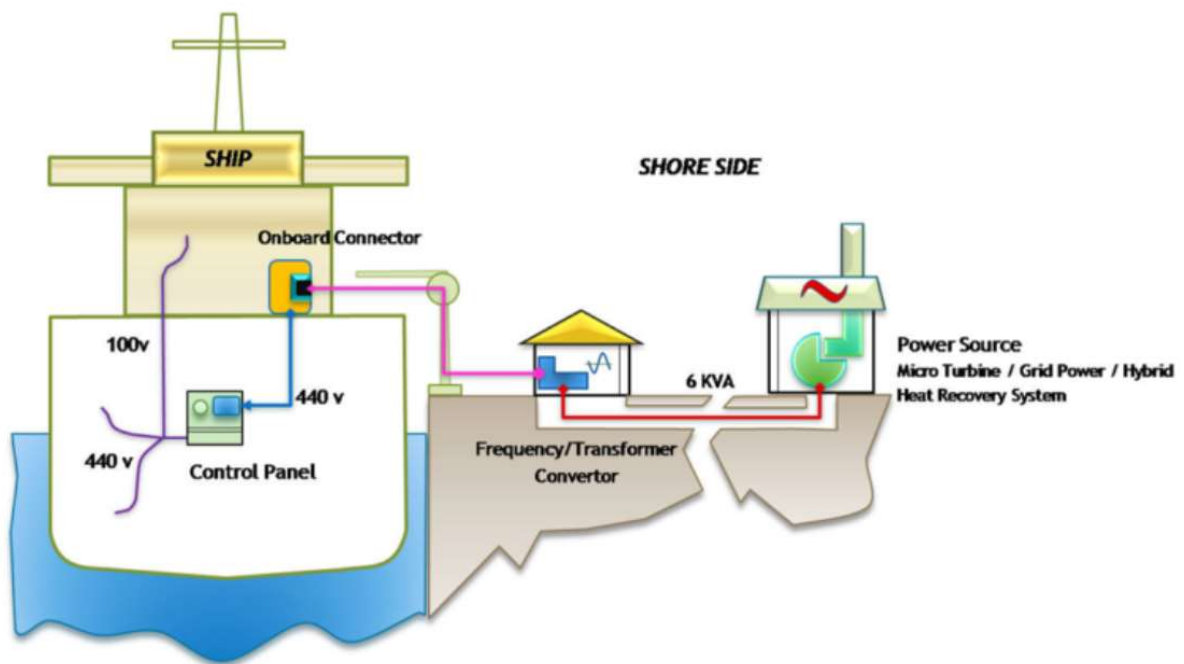 SHIP
SHORE SIDE
Onboard Connector
100v
440 v
440 v
Control Panel
6 KVA
Frequency/Transformer
Convertor
Power Source
Micro Turbine / Grid Power / Hybrid
Heat Recovery System